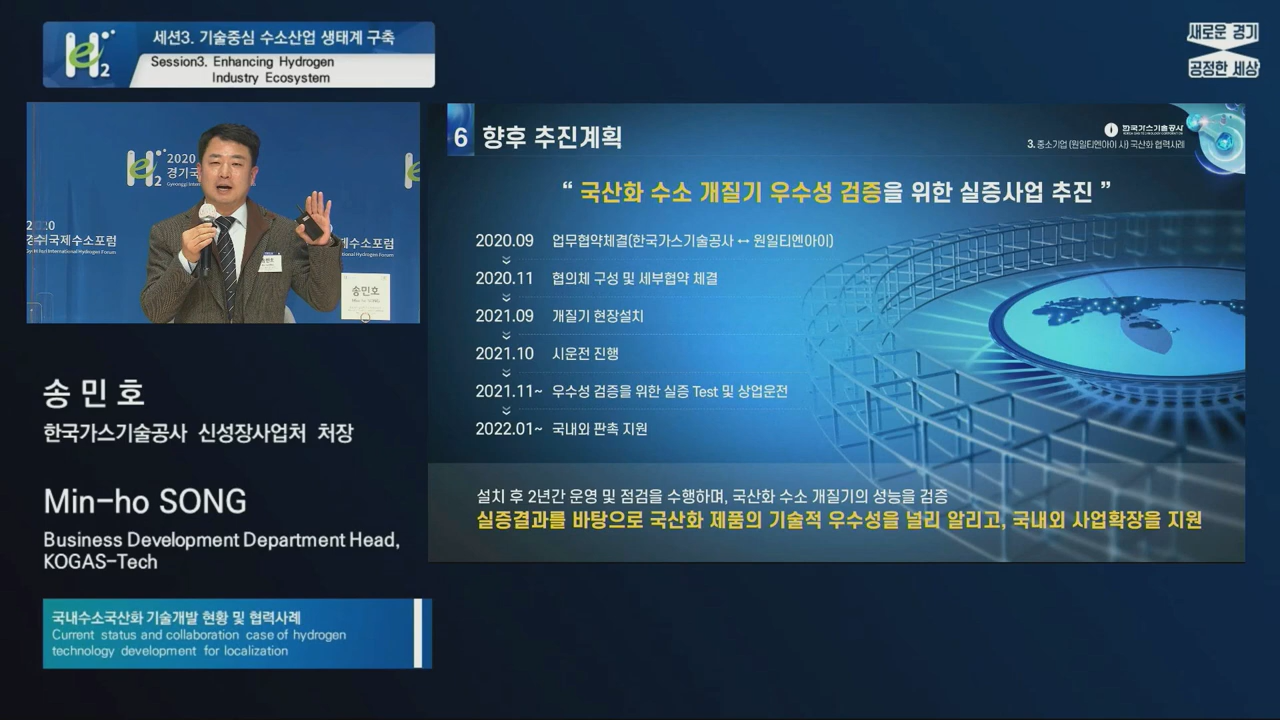 H2
e
세션3. 기술중심 수소산업 생태계 구축
Session3. Enhancing Hydrogen
Industry Ecosystem
새로운 경기
공정한 세상
2020
경기국
국제수소포럼
제수소포럼
송민호
송 민 호
한국가스기술공사 신성장사업처 처장
Min-ho SONG
Business Development Department Head,
KOGAS-Tech
국내수소국산화 기술개발 현황 및 협력사례
Current status and collaboration case of hydrogen
technology development for localization
6 향후 추진계획
한국가스기술공사
3. 중소기업 (원일티엔아이 사) 국산화 협력사례
“ 국산화 수소 개질기 우수성 검증을 위한 실증사업 추진 ”
2020.09 업무협약체결(한국가스기술공사 ↔ 원일티엔아이)
2020.11 협의체 구성 및 세부협약 체결
2021.09 개질기 현장설치
2021.10 시운전 진행
2021.11~ 우수성 검증을 위한 실증 Test 및 상업운전
2022.01~ 국내외 판촉 지원
설치 후 2년간 운영 및 점검을 수행하며, 국산화 수소 개질기의 성능을 검증
실증결과를 바탕으로 국산화 제품의 기술적 우수성을 널리 알리고, 국내외 사업확장을 지원